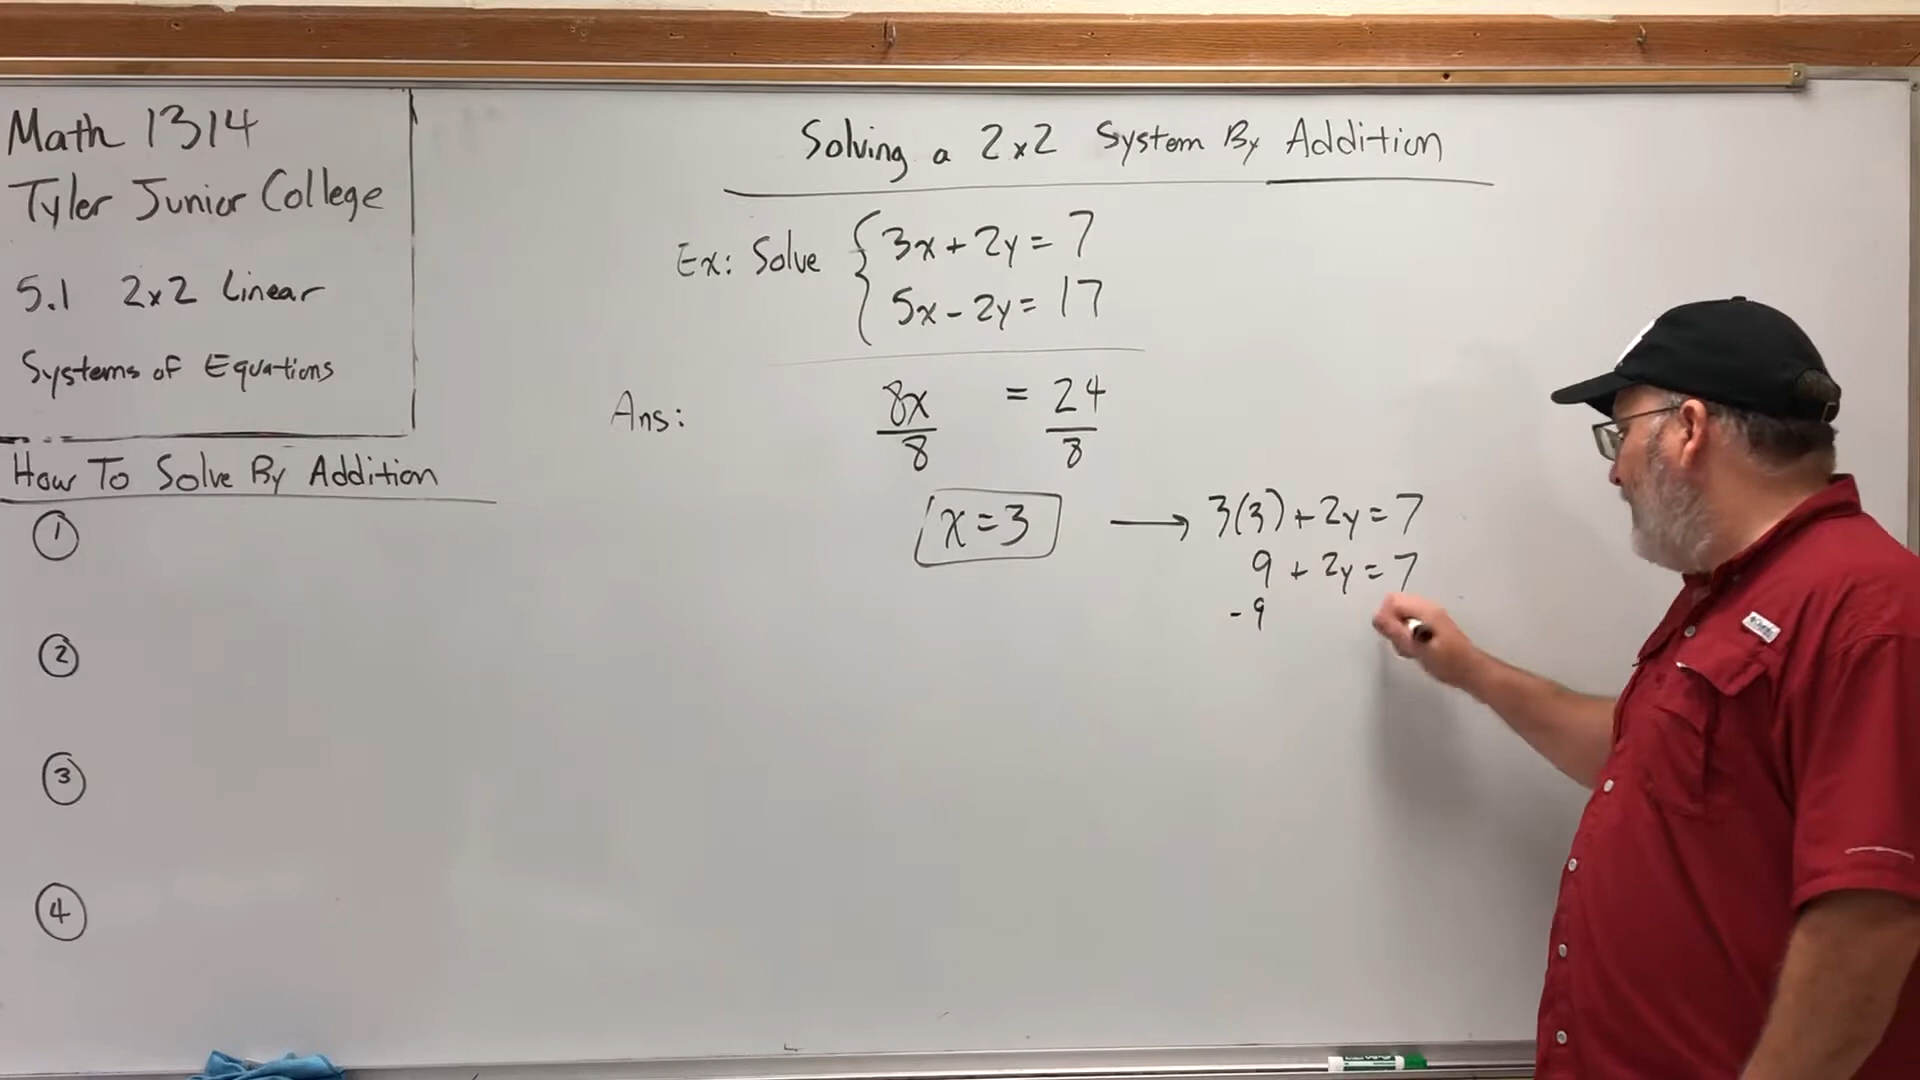 Math 1314
Tyler Junior College
5.1 2x2 Linear
Systems of Equations
How To Solve By Addition
①
②
③
④
Solving a 2x2 System By Addition
Ex: Solve { 3x + 2y = 7
5x - 2y = 17
Ans: 8x/8 = 24/8
x = 3 → 3(3) + 2y = 7
9 + 2y = 7
-9